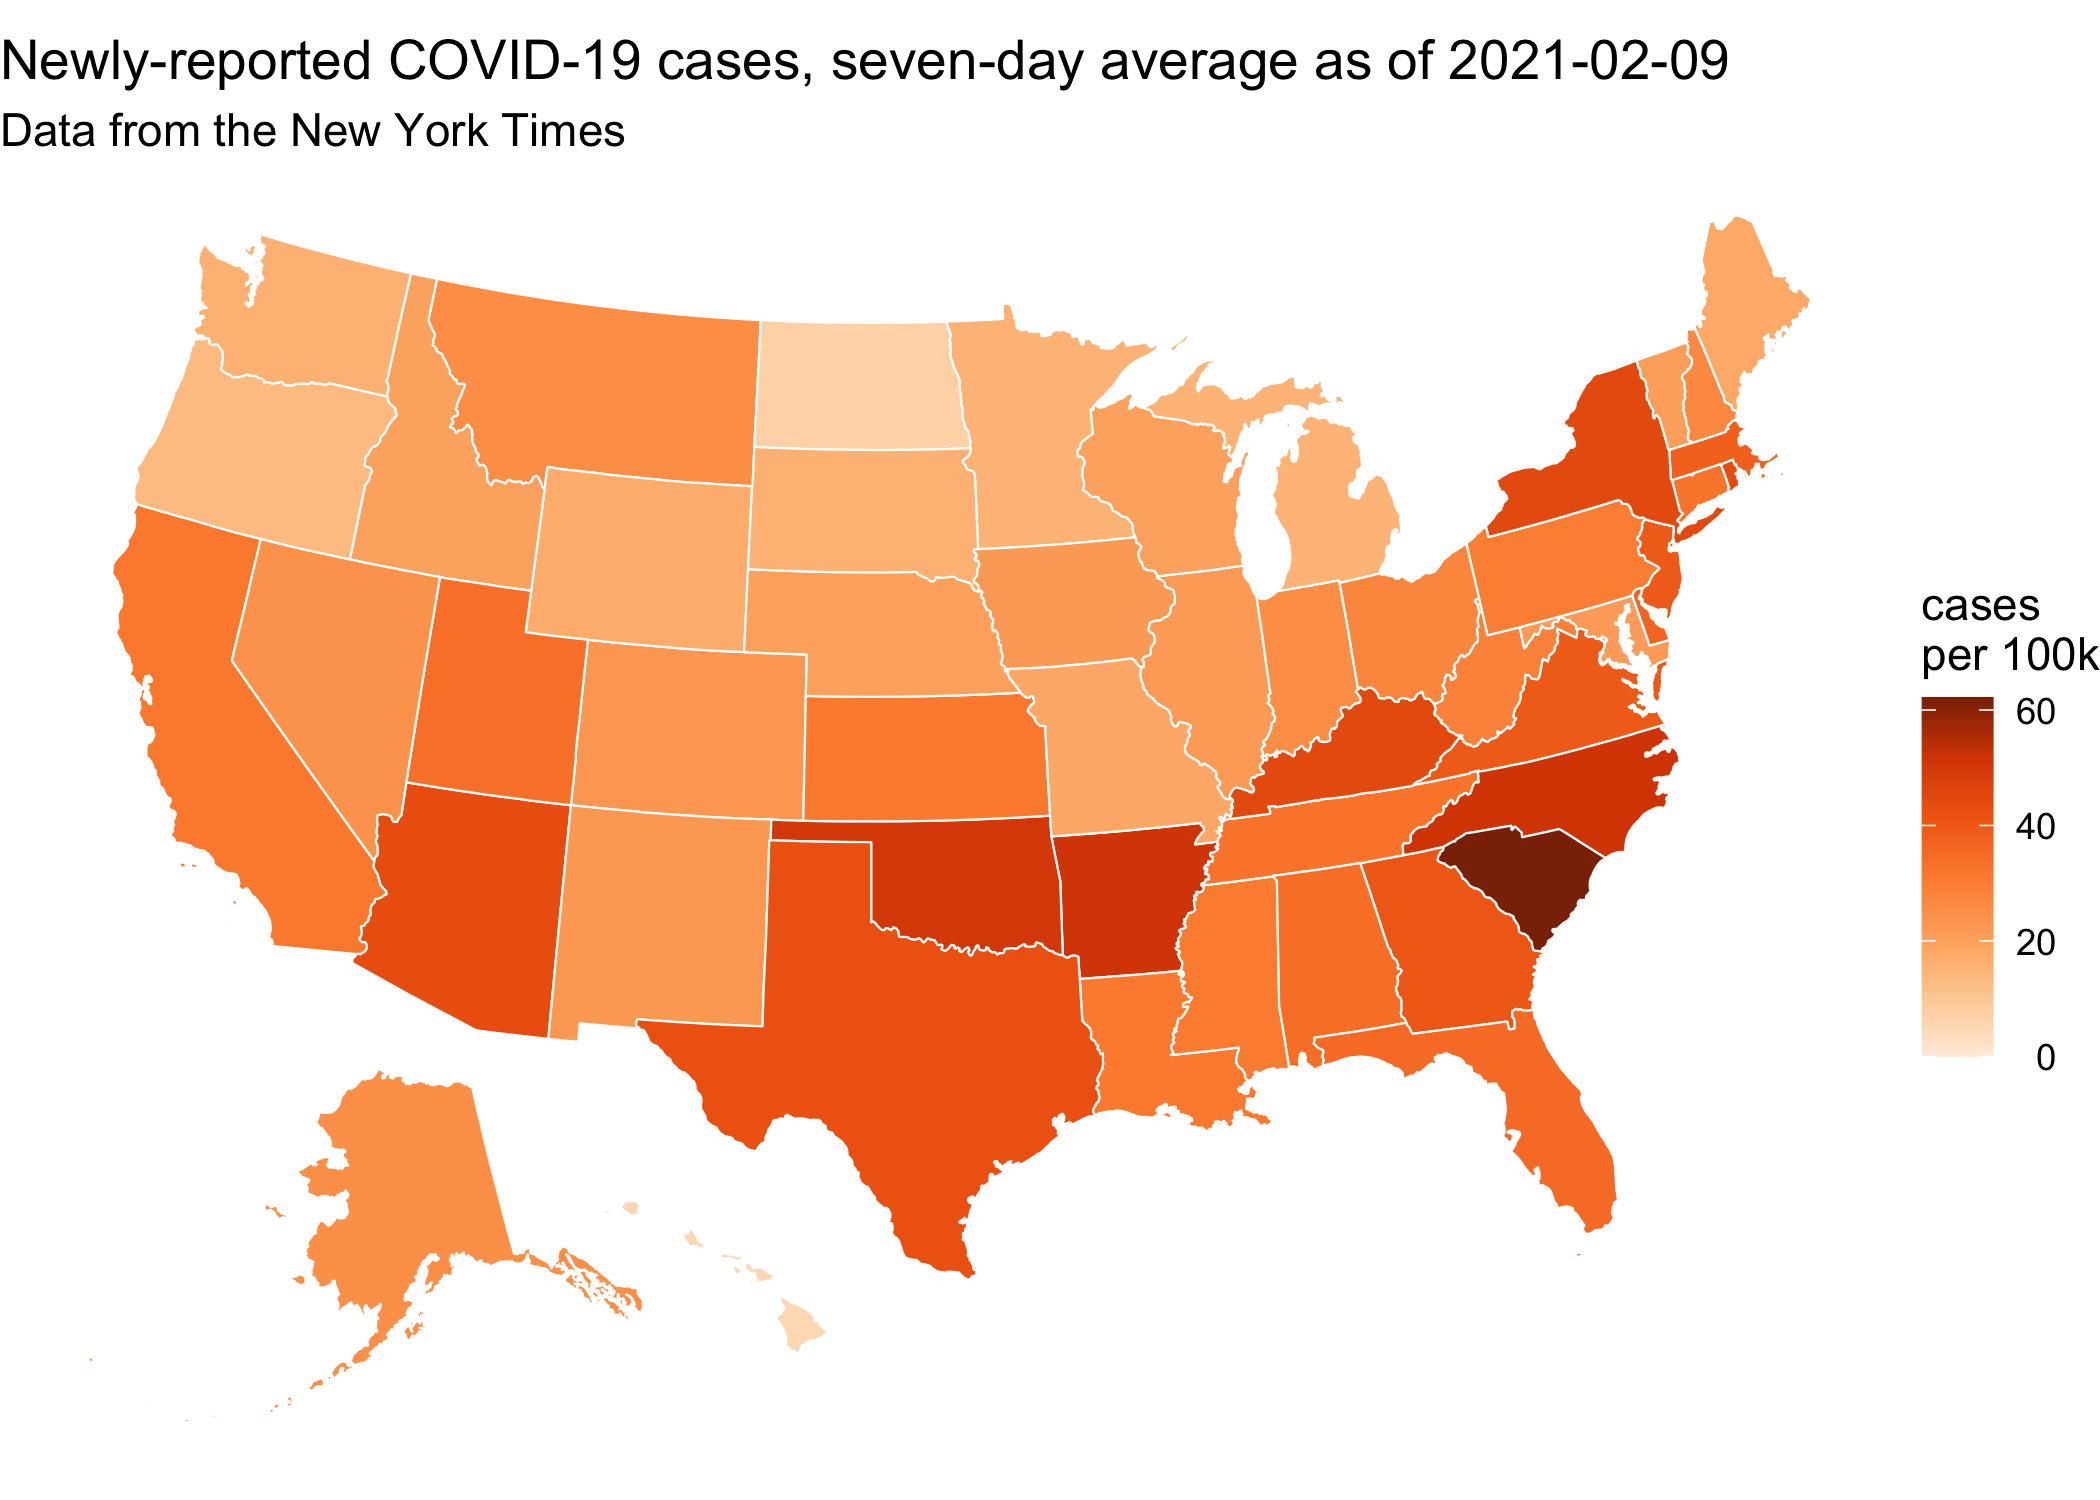 Newly-reported COVID-19 cases, seven-day average as of 2021-02-09
Data from the New York Times
cases
per 100k
60
40
20
0